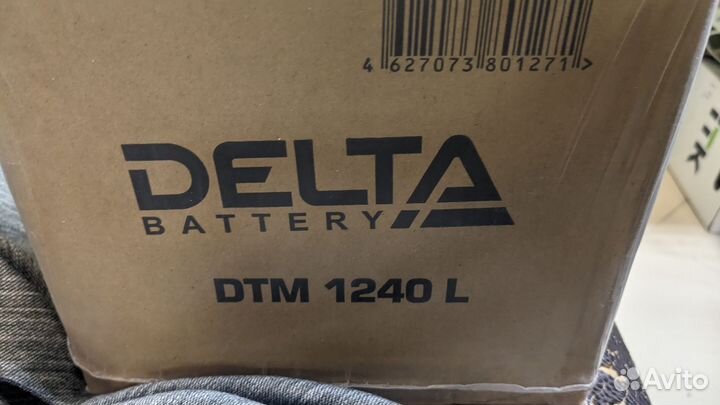 4 627073 801271 >
DELTA
BATTERY
DTM 1240 L
Avito